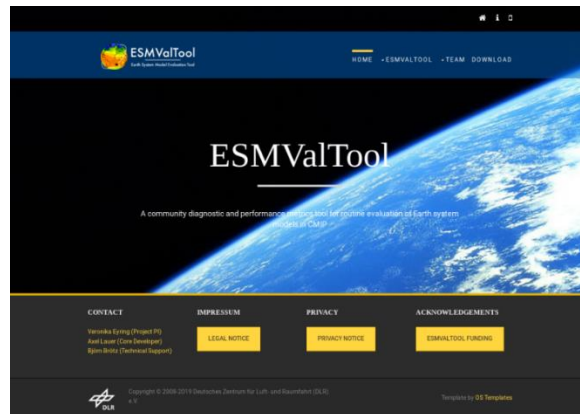 ESMValTool
Earth System Model Evaluation Tool
HOME ESMVALTOOL TEAM DOWNLOAD
ESMValTool
A community diagnostic and performance metrics tool for routine evaluation of Earth system
models in CMIP
CONTACT
Veronika Eyring (Project PI)
Axel Lauer (Core Developer)
Björn Brötz (Technical Support)
IMPRESSUM
LEGAL NOTICE
PRIVACY
PRIVACY NOTICE
ACKNOWLEDGEMENTS
ESMVALTOOL FUNDING
DLR
Copyright © 2008-2019 Deutsches Zentrum für Luft- und Raumfahrt (DLR)
e.V.
Template by OS Templates